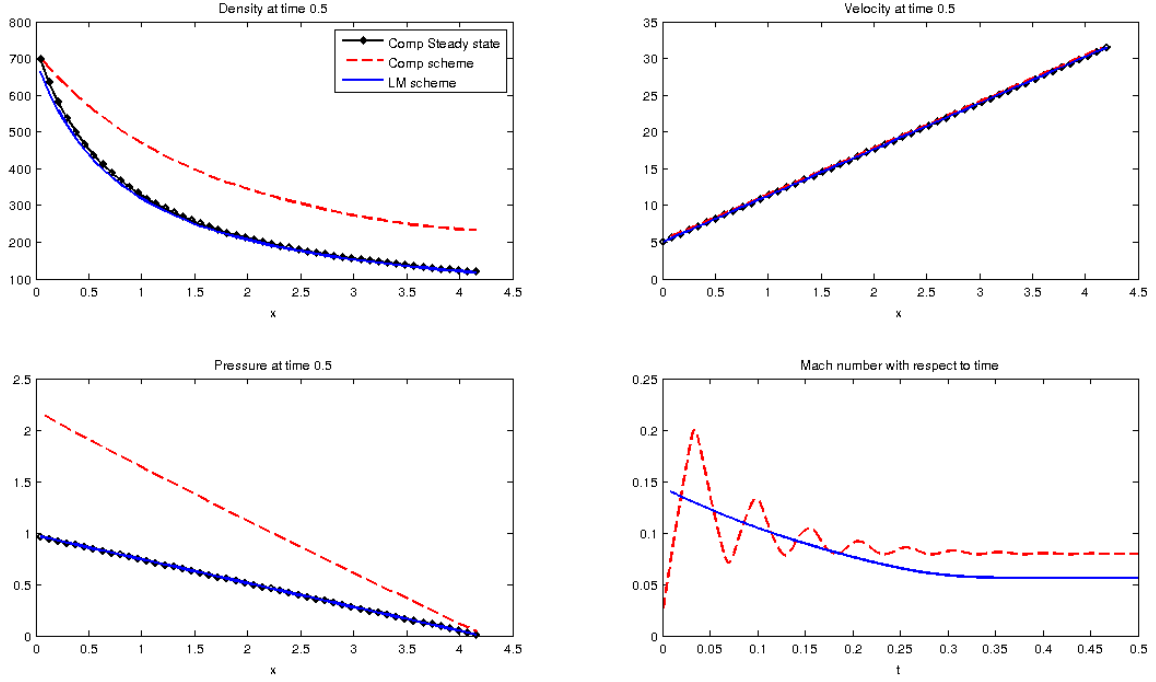 Density at time 0.5
800
700
600
500
400
300
200
100
0 0.5 1 1.5 2 2.5 3 3.5 4 4.5
x
Comp Steady state
Comp scheme
LM scheme
Velocity at time 0.5
35
30
25
20
15
10
5
0
0 0.5 1 1.5 2 2.5 3 3.5 4 4.5
x
Pressure at time 0.5
2.5
2
1.5
1
0.5
0
0 0.5 1 1.5 2 2.5 3 3.5 4 4.5
x
Mach number with respect to time
0.25
0.2
0.15
0.1
0.05
0
0 0.05 0.1 0.15 0.2 0.25 0.3 0.35 0.4 0.45 0.5
t